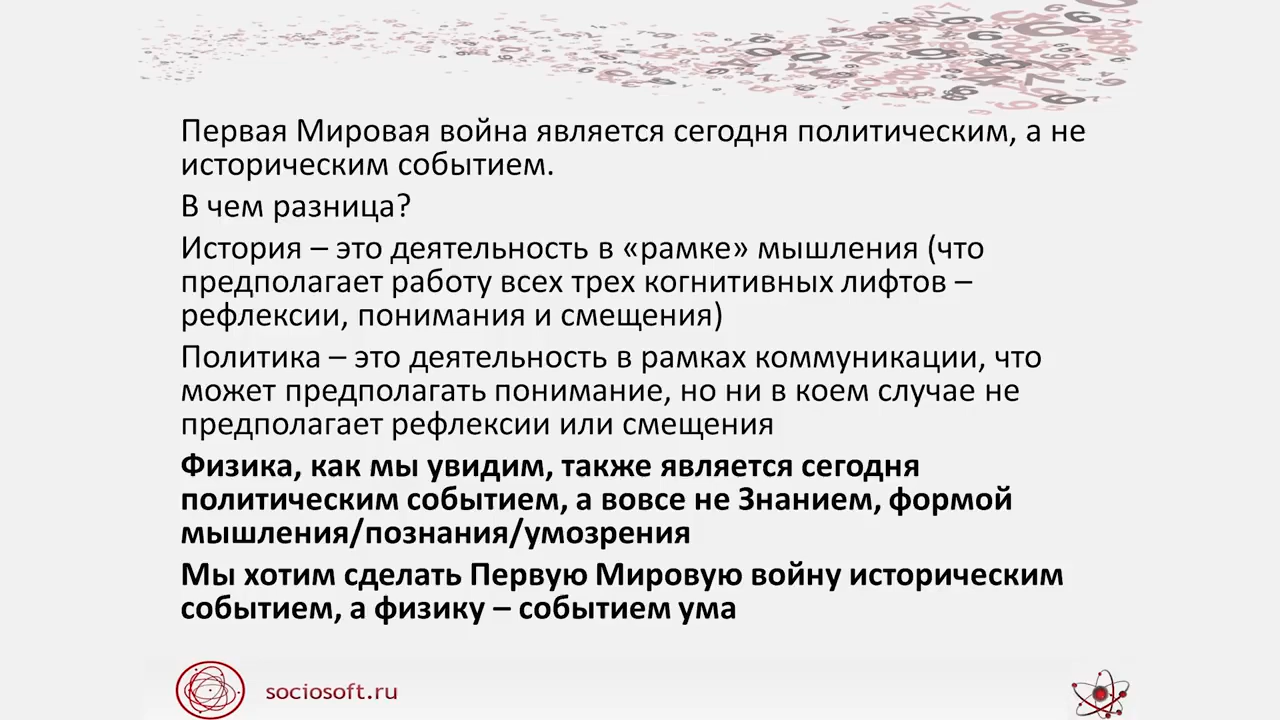 Первая Мировая война является сегодня политическим, а не
историческим событием.
В чем разница?
История – это деятельность в «рамке» мышления (что
предполагает работу всех трех когнитивных лифтов –
рефлексии, понимания и смещения)
Политика – это деятельность в рамках коммуникации, что
может предполагать понимание, но ни в коем случае не
предполагает рефлексии или смещения
Физика, как мы увидим, также является сегодня
политическим событием, а вовсе не Знанием, формой
мышления/познания/умозрения
Мы хотим сделать Первую Мировую войну историческим
событием, а физику – событием ума
sociosoft.ru